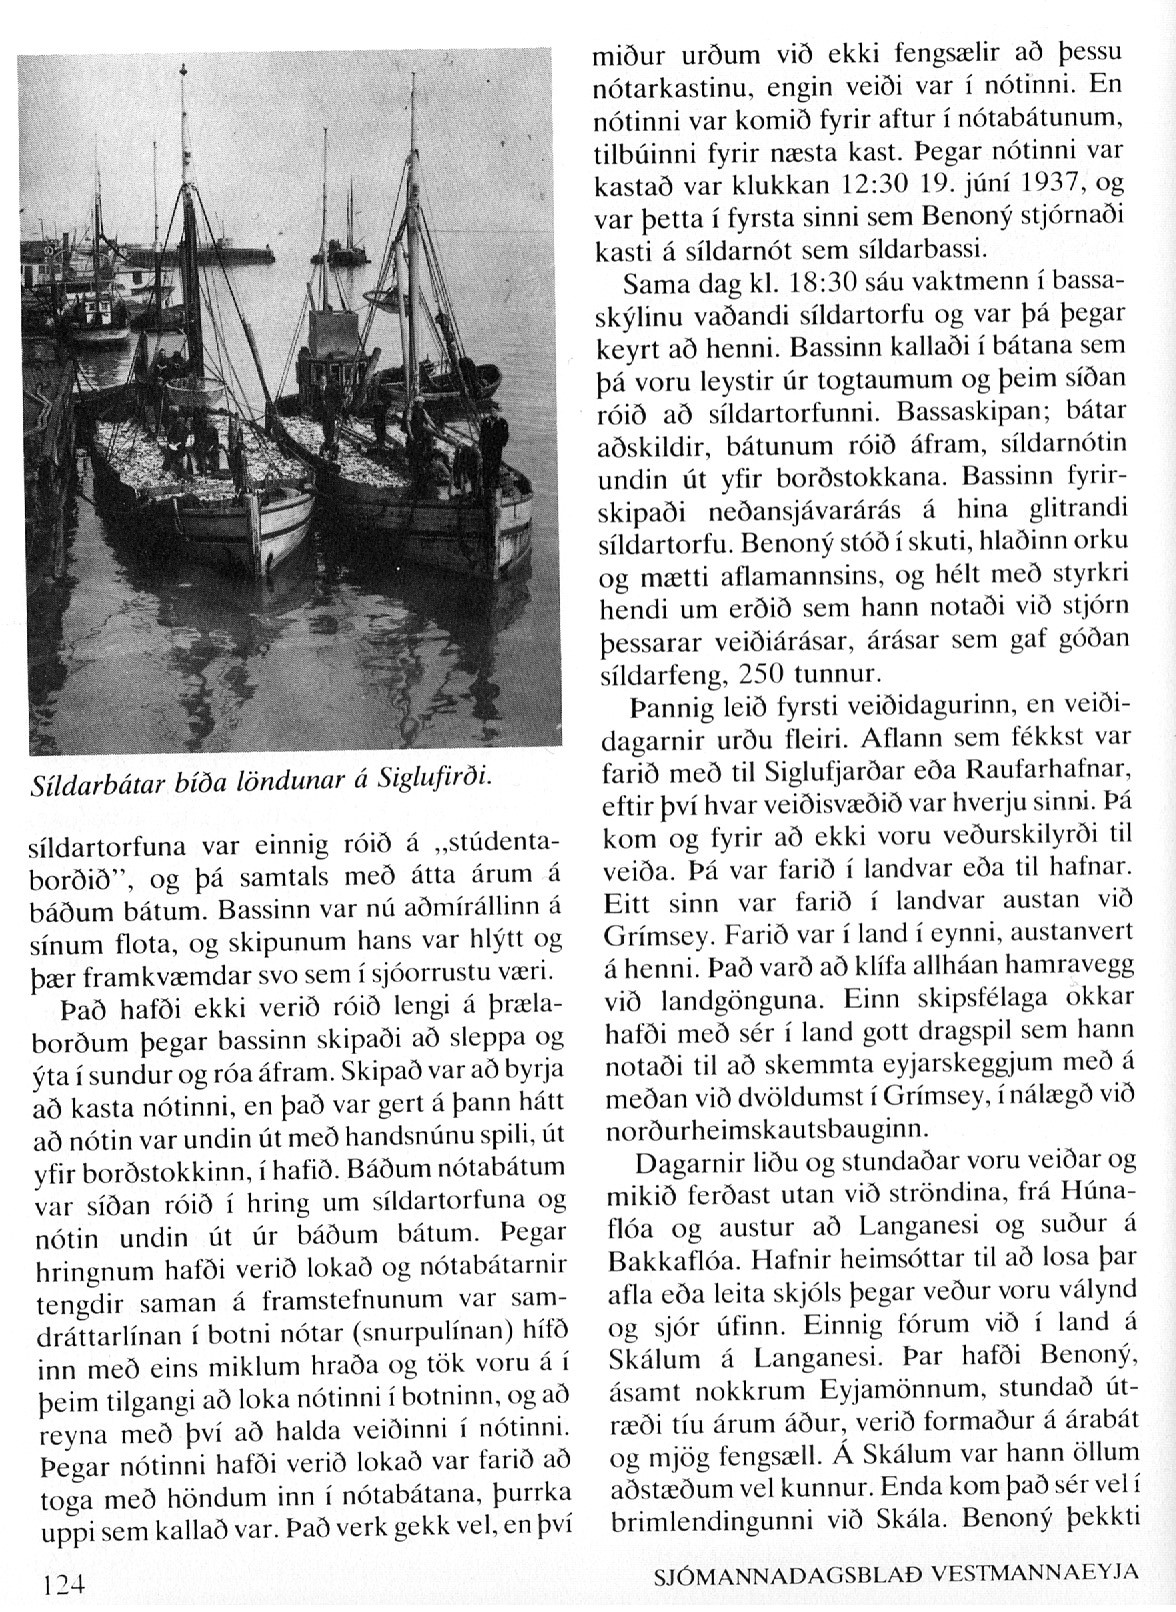 Síldarbátar bíða löndunar á Siglufirði.
síldartorfuna var einnig róið á „stúdenta-
borðið”, og þá samtals með átta árum á
báðum bátum. Bassinn var nú aðmírállinn á
sínum flota, og skipunum hans var hlýtt og
þær framkvæmdar svo sem í sjóorrustu væri.
Það hafði ekki verið róið lengi á þræla-
borðum þegar bassinn skipaði að sleppa og
ýta í sundur og róa áfram. Skipað var að byrja
að kasta nótinni, en það var gert á þann hátt
að nótin var undin út með handsnúnu spili, út
yfir borðstokkinn, í hafið. Báðum nótabátum
var síðan róið í hring um síldartorfuna og
nótin undin út úr báðum bátum. Þegar
hringnum hafði verið lokað og nótabátarnir
tengdir saman á framstefnunum var sam-
dráttarlínan í botni nótar (snurpulínan) hífð
inn með eins miklum hraða og tök voru á í
þeim tilgangi að loka nótinni í botninn, og að
reyna með því að halda veiðinni í nótinni.
Þegar nótinni hafði verið lokað var farið að
toga með höndum inn í nótabátana, þurrka
uppi sem kallað var. Það verk gekk vel, en því
miður urðum við ekki fengsælir að þessu
nótarkastinu, engin veiði var í nótinni. En
nótinni var komið fyrir aftur í nótabátunum,
tilbúinni fyrir næsta kast. Þegar nótinni var
kastað var klukkan 12:30 19. júní 1937, og
var þetta í fyrsta sinni sem Benoný stjórnaði
kasti á síldarnót sem síldarbassi.
Sama dag kl. 18:30 sáu vaktmenn í bassa-
skýlinu vaðandi síldartorfu og var þá þegar
keyrt að henni. Bassinn kallaði í bátana sem
þá voru leystir úr togtaumum og þeim síðan
róið að síldartorfunni. Bassaskipan; bátar
aðskildir, bátunum róið áfram, síldarnótin
undin út yfir borðstokkana. Bassinn fyrir-
skipaði neðansjávarárás á hina glitrandi
síldartorfu. Benoný stóð í skuti, hlaðinn orku
og mætti aflamannsins, og hélt með styrkri
hendi um erðið sem hann notaði við stjórn
þessarar veiðiárásar, árásar sem gaf góðan
síldarfeng, 250 tunnur.
Þannig leið fyrsti veiðidagurinn, en veiði-
dagarnir urðu fleiri. Aflann sem fékkst var
farið með til Siglufjarðar eða Raufarhafnar,
eftir því hvar veiðisvæðið var hverju sinni. Þá
kom og fyrir að ekki voru veðurskilyrði til
veiða. Þá var farið í landvar eða til hafnar.
Eitt sinn var farið í landvar austan við
Grímsey. Farið var í land í eynni, austanvert
á henni. Það varð að klífa allháan hamravegg
við landgönguna. Einn skipsfélaga okkar
hafði með sér í land gott dragspil sem hann
notaði til að skemmta eyjarskeggjum með á
meðan við dvöldumst í Grímsey, í nálægð við
norðurheimskautsbauginn.
Dagarnir liðu og stundaðar voru veiðar og
mikið ferðast utan við ströndina, frá Húna-
flóa og austur að Langanesi og suður á
Bakkaflóa. Hafnir heimsóttar til að losa þar
afla eða leita skjóls þegar veður voru válynd
og sjór úfinn. Einnig fórum við í land á
Skálum á Langanesi. Þar hafði Benoný,
ásamt nokkrum Eyjamönnum, stundað út-
ræði tíu árum áður, verið formaður á árabát
og mjög fengsæll. Á Skálum var hann öllum
aðstæðum vel kunnur. Enda kom það sér vel í
brimlendingunni við Skála. Benoný þekkti
124
SJÓMANNADAGSBLAÐ VESTMANNAEYJA